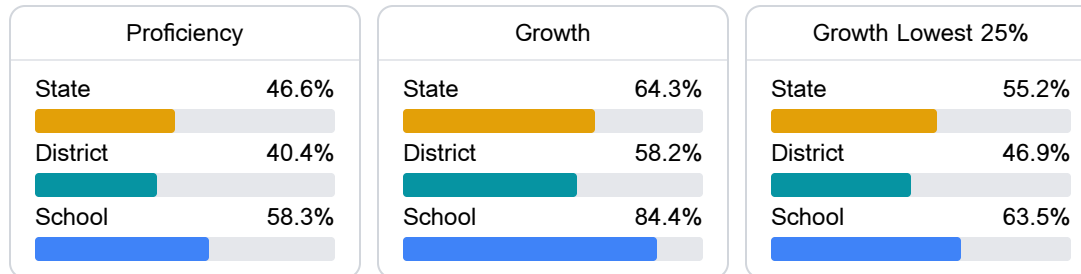 Proficiency
State 46.6%
District 40.4%
School 58.3%
Growth
State 64.3%
District 58.2%
School 84.4%
Growth Lowest 25%
State 55.2%
District 46.9%
School 63.5%